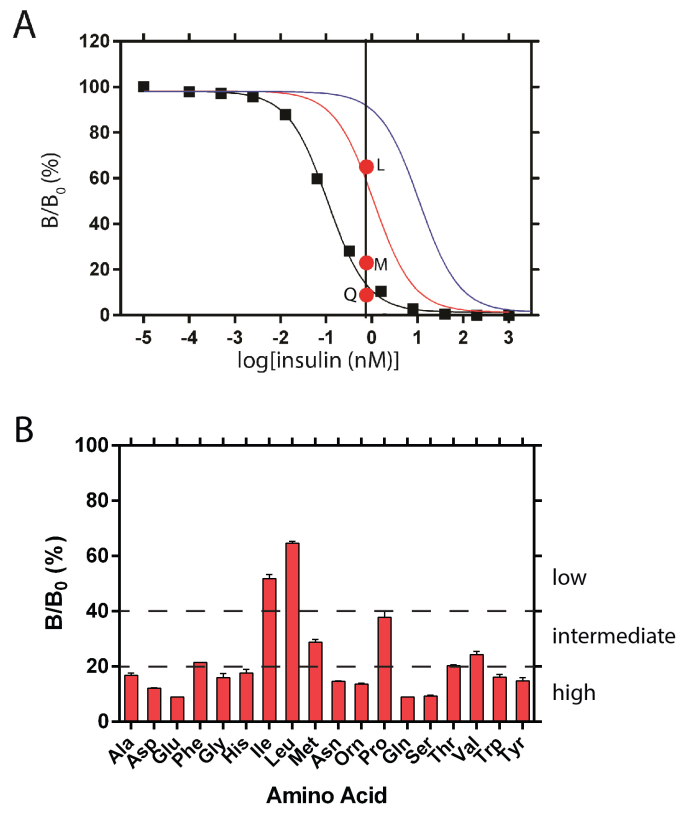 A
120
100
80
60
40
20
0
B/B0 (%)
L
M
Q
-5 -4 -3 -2 -1 0 1 2 3
log[insulin (nM)]
B
100
80
60
40
20
0
B/B0 (%)
low
intermediate
high
Ala Asp Glu Phe Gly His Ile Leu Met Asn Orn Pro Gln Ser Thr Val Trp Tyr
Amino Acid